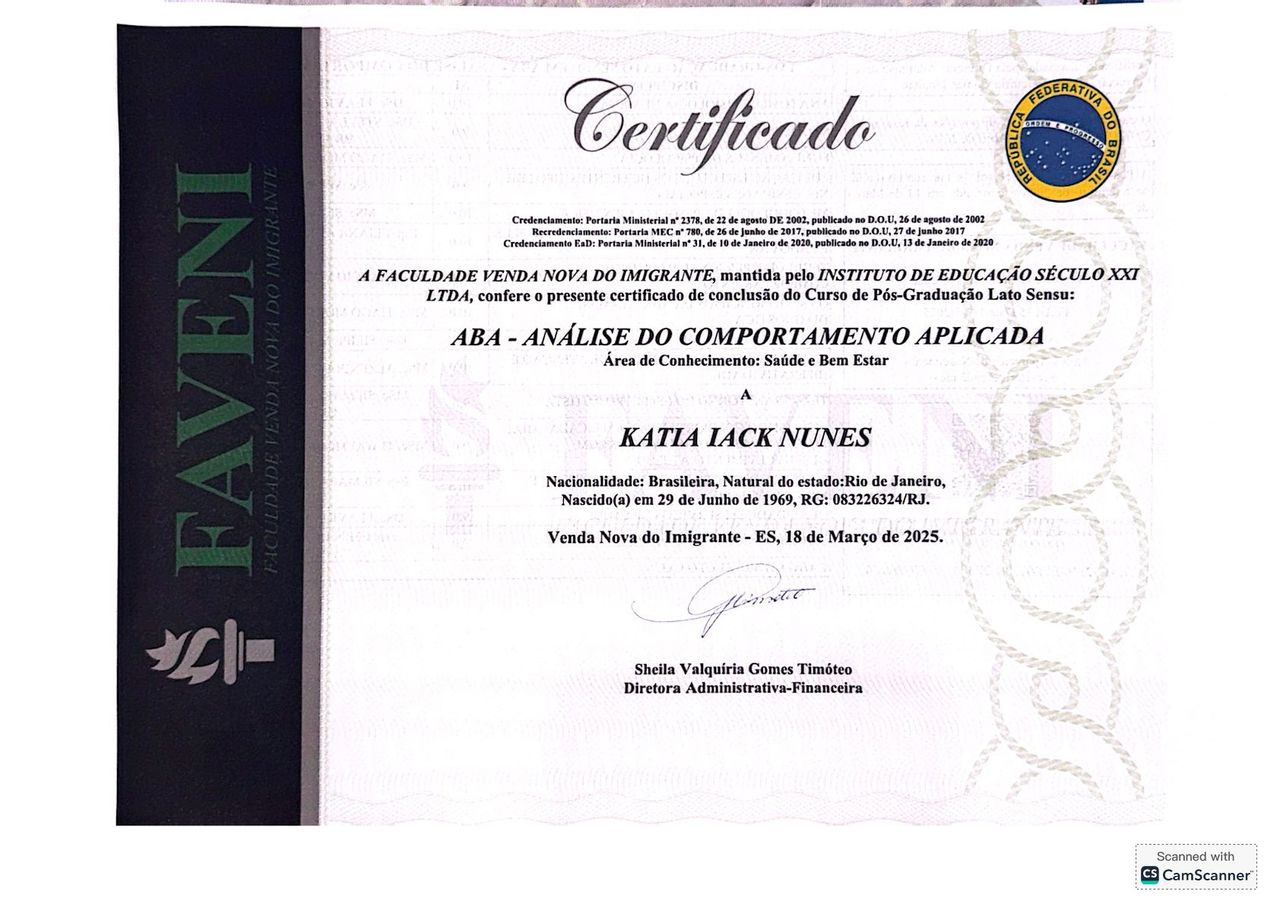 FAVENI
FACULDADE VENDA NOVA DO IMIGRANTE
Certificado
REPÚBLICA FEDERATIVA DO BRASIL
ORDEM E PROGRESSO
Credenciamento: Portaria Ministerial nº 2378, de 22 de agosto DE 2002, publicado no D.O.U, 26 de agosto de 2002
Recredenciamento: Portaria MEC nº 780, de 26 de junho de 2017, publicado no D.O.U, 27 de junho 2017
Credenciamento EaD: Portaria Ministerial nº 31, de 10 de Janeiro de 2020, publicado no D.O.U, 13 de Janeiro de 2020
A FACULDADE VENDA NOVA DO IMIGRANTE, mantida pelo INSTITUTO DE EDUCAÇÃO SÉCULO XXI
LTDA, confere o presente certificado de conclusão do Curso de Pós-Graduação Lato Sensu:
ABA - ANÁLISE DO COMPORTAMENTO APLICADA
Área de Conhecimento: Saúde e Bem Estar
A
KATIA IACK NUNES
Nacionalidade: Brasileira, Natural do estado:Rio de Janeiro,
Nascido(a) em 29 de Junho de 1969, RG: 083226324/RJ.
Venda Nova do Imigrante - ES, 18 de Março de 2025.
Sheila Valquíria Gomes Timóteo
Diretora Administrativa-Financeira
Scanned with
CS CamScanner